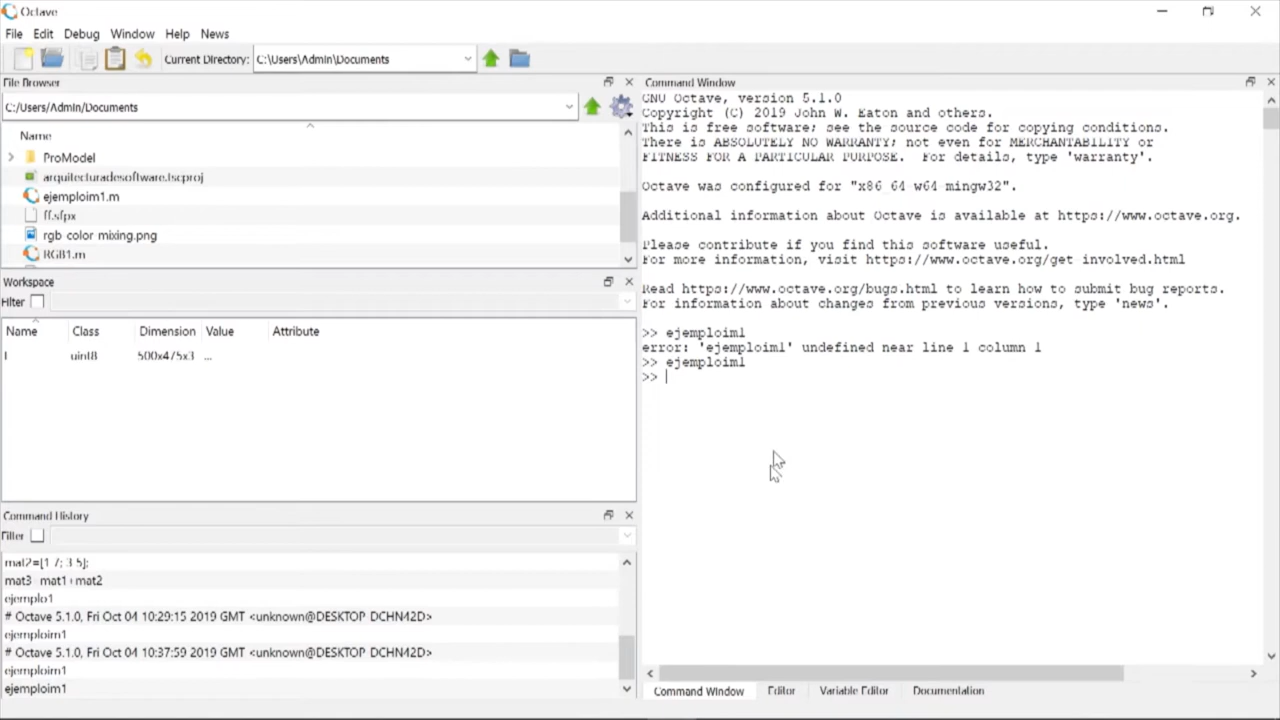 Octave
File Edit Debug Window Help News
Current Directory: C:\Users\Admin\Documents
File Browser
C:/Users/Admin/Documents
Name
ProModel
arquitecturadesoftware.tscproj
ejemploim1.m
ff.sfpx
rgb color mixing.png
RGB1.m
Workspace
Filter
Name Class Dimension Value Attribute
I uint8 500x475x3 ...
Command History
Filter
mat2=[1 7; 3 5];
mat3 mat1+mat2
ejemplo1
# Octave 5.1.0, Fri Oct 04 10:29:15 2019 GMT <unknown@DESKTOP DCHN42D>
ejemploim1
# Octave 5.1.0, Fri Oct 04 10:37:59 2019 GMT <unknown@DESKTOP DCHN42D>
ejemploim1
ejemploim1
Command Window
GNU Octave, version 5.1.0
Copyright (C) 2019 John W. Eaton and others.
This is free software; see the source code for copying conditions.
There is ABSOLUTELY NO WARRANTY; not even for MERCHANTABILITY or
FITNESS FOR A PARTICULAR PURPOSE. For details, type 'warranty'.
Octave was configured for "x86 64 w64 mingw32".
Additional information about Octave is available at https://www.octave.org.
Please contribute if you find this software useful.
For more information, visit https://www.octave.org/get involved.html
Read https://www.octave.org/bugs.html to learn how to submit bug reports.
For information about changes from previous versions, type 'news'.
>> ejemploim1
error: 'ejemploim1' undefined near line 1 column 1
>> ejemploim1
>>
Command Window Editor Variable Editor Documentation